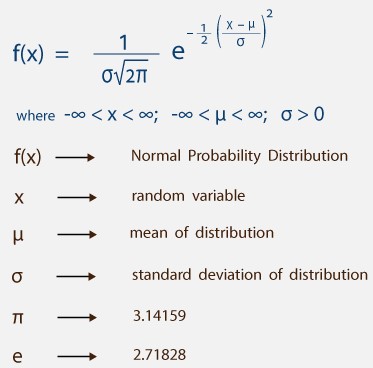 f(x) = 1/(σ√2π) e^(-1/2((x - μ)/σ)^2)
where -∞ < x < ∞; -∞ < μ < ∞; σ > 0
f(x) → Normal Probability Distribution
x → random variable
μ → mean of distribution
σ → standard deviation of distribution
π → 3.14159
e → 2.71828